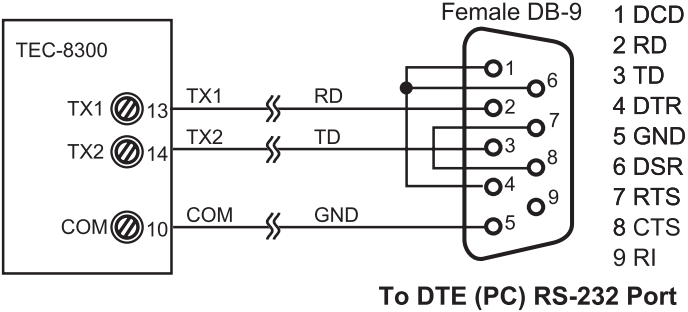 Female DB-9
TEC-8300
TX1 13 TX1 RD
TX2 14 TX2 TD
COM 10 COM GND
1
6
2
7
3
8
4
9
5
1 DCD
2 RD
3 TD
4 DTR
5 GND
6 DSR
7 RTS
8 CTS
9 RI
To DTE (PC) RS-232 Port